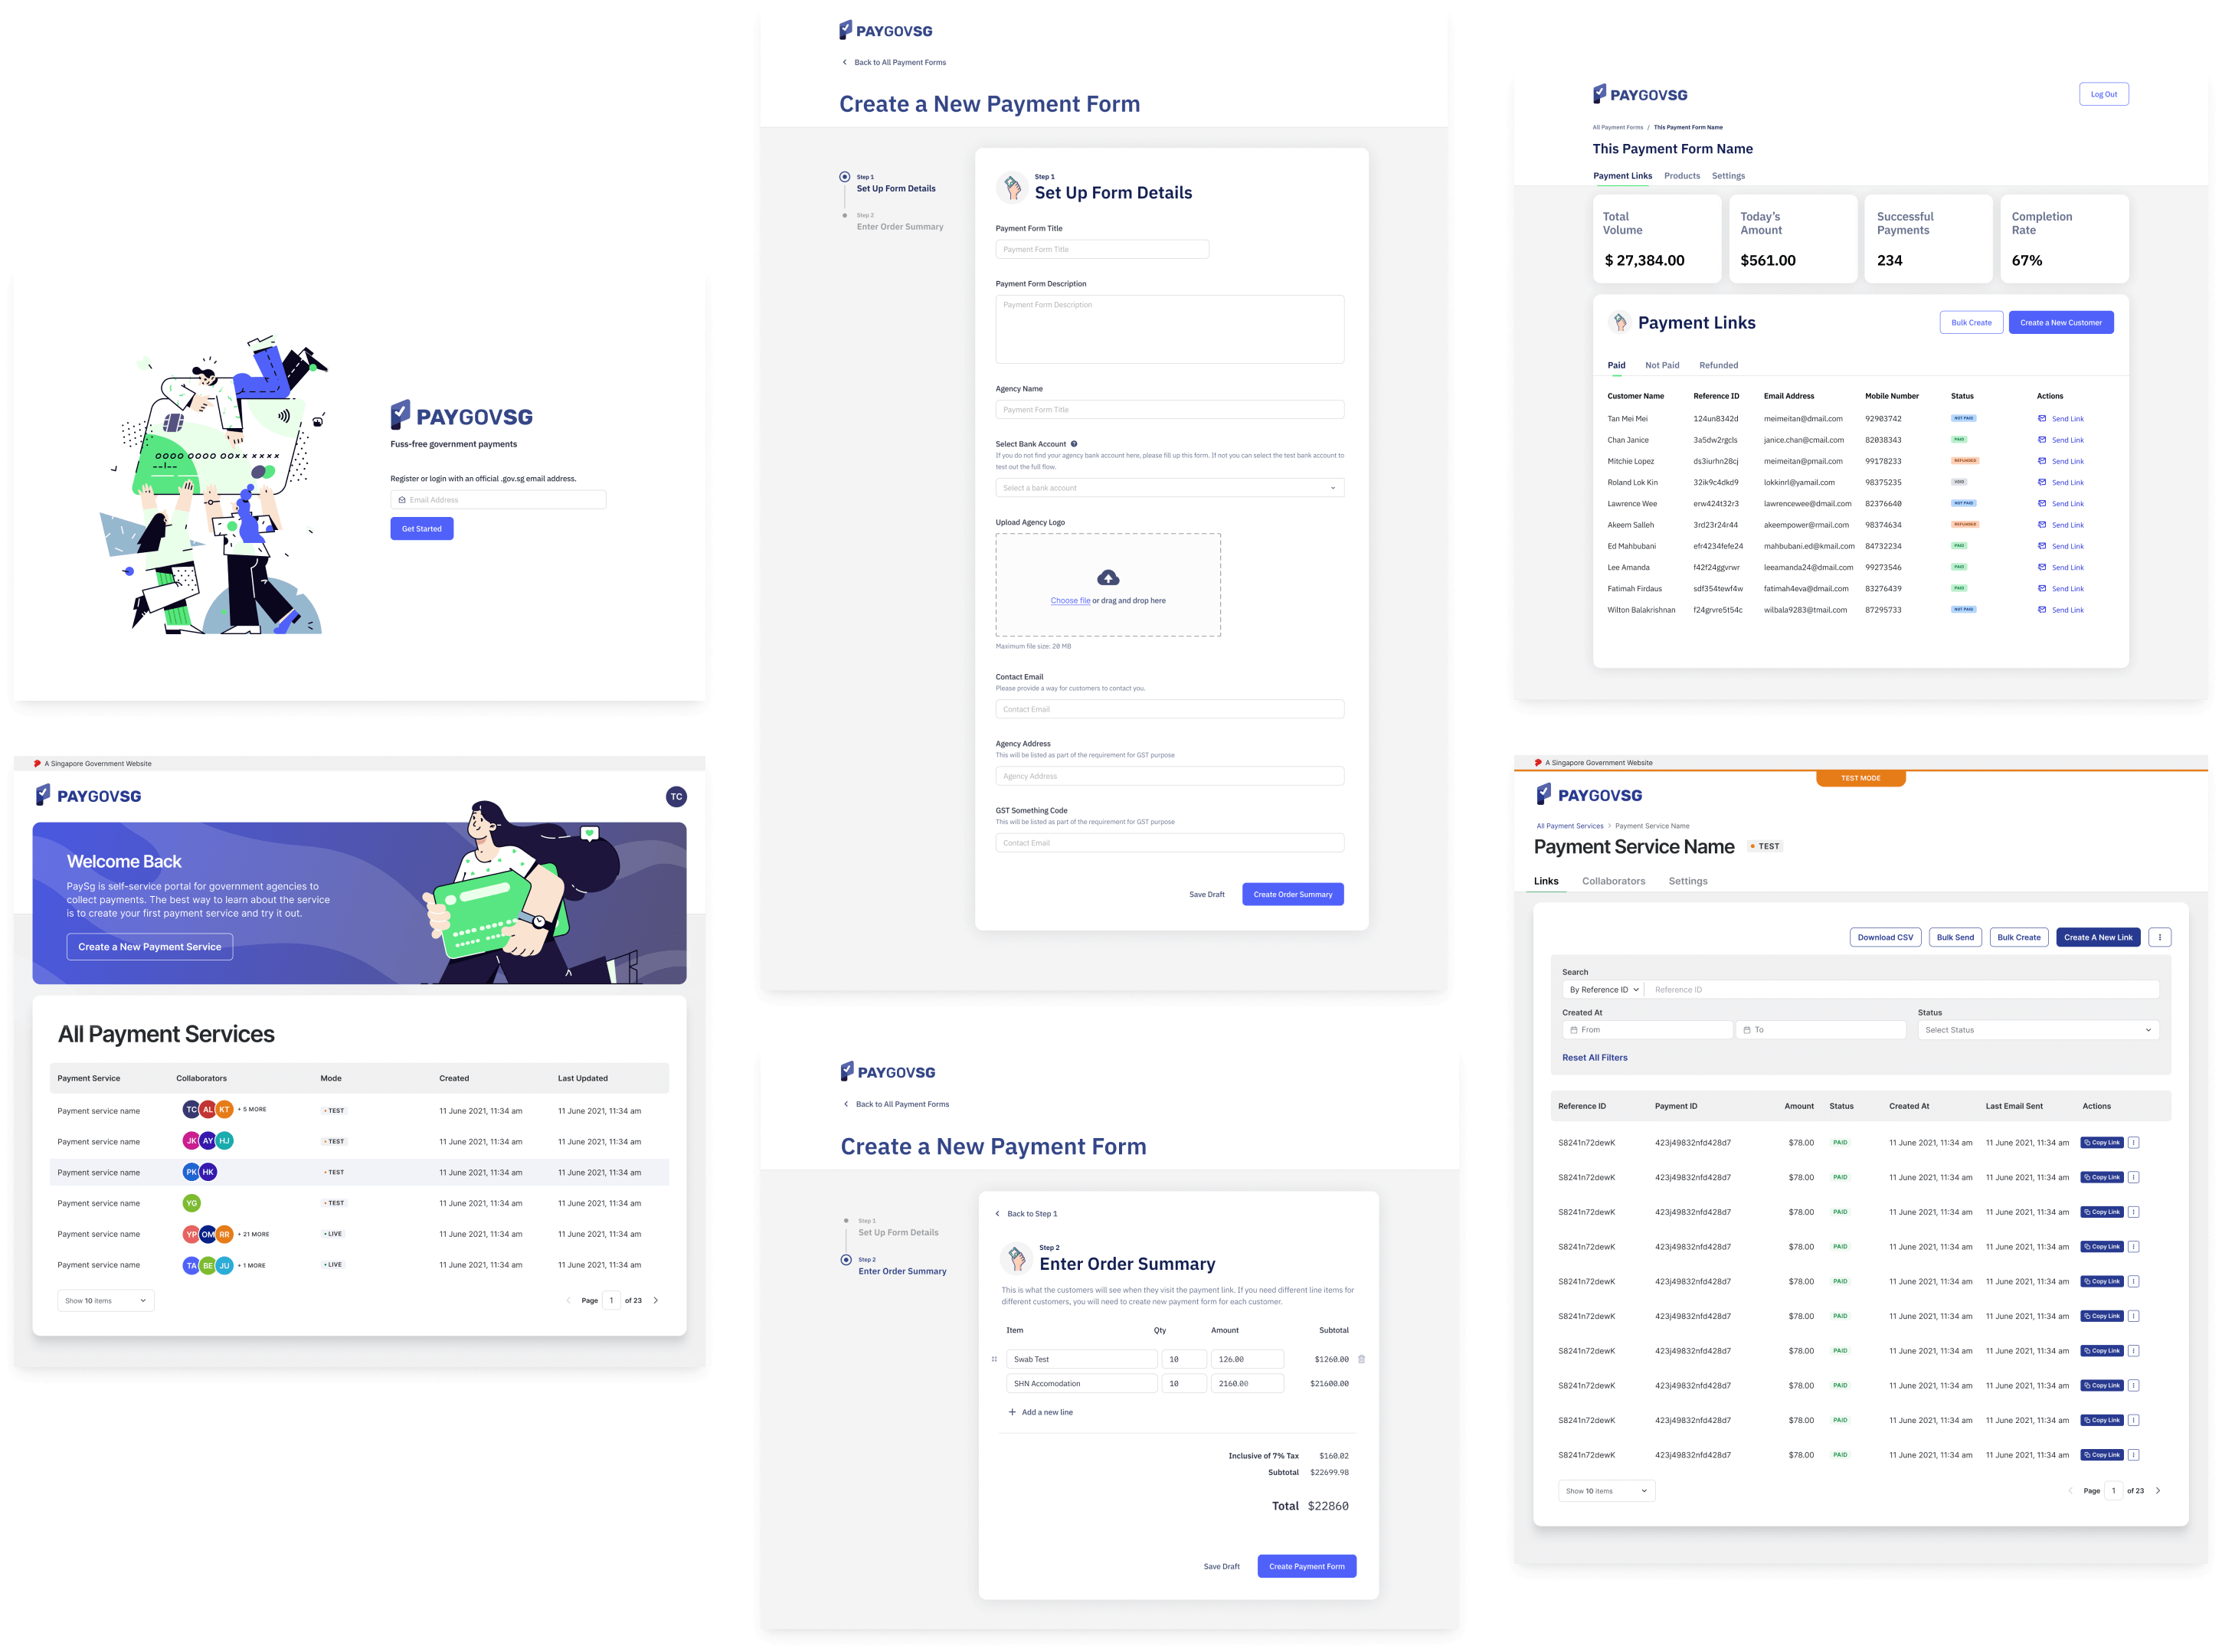 PAYGOVSG
Fuss-free government payments
Register or login with an official .gov.sg email address.
Email Address
Get Started
A Singapore Government Website
PAYGOVSG
TC
Welcome Back
PaySg is self-service portal for government agencies to
collect payments. The best way to learn about the service
is to create your first payment service and try it out.
Create a New Payment Service
All Payment Services
Payment Service Collaborators Mode Created Last Updated
Payment service name TC AL KT + 5 MORE TEST 11 June 2021, 11:34 am 11 June 2021, 11:34 am
Payment service name JK AY HJ TEST 11 June 2021, 11:34 am 11 June 2021, 11:34 am
Payment service name PK HK TEST 11 June 2021, 11:34 am 11 June 2021, 11:34 am
Payment service name YG TEST 11 June 2021, 11:34 am 11 June 2021, 11:34 am
Payment service name YP OM RR + 21 MORE LIVE 11 June 2021, 11:34 am 11 June 2021, 11:34 am
Payment service name TA BE JU + 1 MORE LIVE 11 June 2021, 11:34 am 11 June 2021, 11:34 am
Show 10 items Page 1 of 23
PAYGOVSG
Back to All Payment Forms
Create a New Payment Form
Step 1
Set Up Form Details
Step 2
Enter Order Summary
Step 1
Set Up Form Details
Payment Form Title
Payment Form Title
Payment Form Description
Payment Form Description
Agency Name
Payment Form Title
Select Bank Account
If you do not find your agency bank account here, please fill up this form. If not you can select the test bank account to
test out the full flow.
Select a bank account
Upload Agency Logo
Choose file or drag and drop here
Maximum file size: 20 MB
Contact Email
Please provide a way for customers to contact you.
Contact Email
Agency Address
This will be listed as part of the requirement for GST purpose
Agency Address
GST Something Code
This will be listed as part of the requirement for GST purpose
Contact Email
Save Draft Create Order Summary
PAYGOVSG
Back to All Payment Forms
Create a New Payment Form
Step 1
Set Up Form Details
Step 2
Enter Order Summary
Back to Step 1
Step 2
Enter Order Summary
This is what the customers will see when they visit the payment link. If you need different line items for
different customers, you will need to create new payment form for each customer.
Item Qty Amount Subtotal
Swab Test 10 126.00 $1260.00
SHN Accomodation 10 2160.00 $21600.00
Add a new line
Inclusive of 7% Tax $160.02
Subtotal $22699.98
Total $22860
Save Draft Create Payment Form
PAYGOVSG
Log Out
All Payment Forms / This Payment Form Name
This Payment Form Name
Payment Links Products Settings
Total
Volume
$ 27,384.00
Today's
Amount
$561.00
Successful
Payments
234
Completion
Rate
67%
Payment Links
Bulk Create Create a New Customer
Paid Not Paid Refunded
Customer Name Reference ID Email Address Mobile Number Status Actions
Tan Mei Mei 124un8342d meimeitan@dmail.com 92903742 NOT PAID Send Link
Chan Janice 3a5dw2rgcls janice.chan@cmail.com 82038343 PAID Send Link
Mitchie Lopez ds3iurhn28cj meimeitan@pmail.com 99178233 REFUNDED Send Link
Roland Lok Kin 32ik9c4dkd9 lokkinrl@yamail.com 98375235 VOID Send Link
Lawrence Wee erw424t32r3 lawrencewee@dmail.com 82376640 NOT PAID Send Link
Akeem Salleh 3rd23r24r44 akeempower@rmail.com 98374634 REFUNDED Send Link
Ed Mahbubani efr4234fefe24 mahbubani.ed@kmail.com 84732234 PAID Send Link
Lee Amanda f42f24ggvrwr leeamanda24@dmail.com 99273546 PAID Send Link
Fatimah Firdaus sdf354tewf4w fatimah4eva@dmail.com 83276439 PAID Send Link
Wilton Balakrishnan f24grvre5t54c wilbala9283@tmail.com 87295733 NOT PAID Send Link
A Singapore Government Website
TEST MODE
PAYGOVSG
All Payment Services > Payment Service Name
Payment Service Name TEST
Links Collaborators Settings
Download CSV Bulk Send Bulk Create Create A New Link
Search
By Reference ID Reference ID
Created At Status
From To Select Status
Reset All Filters
Reference ID Payment ID Amount Status Created At Last Email Sent Actions
S8241n72dewK 423j49832nfd428d7 $78.00 PAID 11 June 2021, 11:34 am 11 June 2021, 11:34 am Copy Link
S8241n72dewK 423j49832nfd428d7 $78.00 PAID 11 June 2021, 11:34 am 11 June 2021, 11:34 am Copy Link
S8241n72dewK 423j49832nfd428d7 $78.00 PAID 11 June 2021, 11:34 am 11 June 2021, 11:34 am Copy Link
S8241n72dewK 423j49832nfd428d7 $78.00 PAID 11 June 2021, 11:34 am 11 June 2021, 11:34 am Copy Link
S8241n72dewK 423j49832nfd428d7 $78.00 PAID 11 June 2021, 11:34 am 11 June 2021, 11:34 am Copy Link
S8241n72dewK 423j49832nfd428d7 $78.00 PAID 11 June 2021, 11:34 am 11 June 2021, 11:34 am Copy Link
S8241n72dewK 423j49832nfd428d7 $78.00 PAID 11 June 2021, 11:34 am 11 June 2021, 11:34 am Copy Link
S8241n72dewK 423j49832nfd428d7 $78.00 PAID 11 June 2021, 11:34 am 11 June 2021, 11:34 am Copy Link
S8241n72dewK 423j49832nfd428d7 $78.00 PAID 11 June 2021, 11:34 am 11 June 2021, 11:34 am Copy Link
S8241n72dewK 423j49832nfd428d7 $78.00 PAID 11 June 2021, 11:34 am 11 June 2021, 11:34 am Copy Link
Show 10 items Page 1 of 23